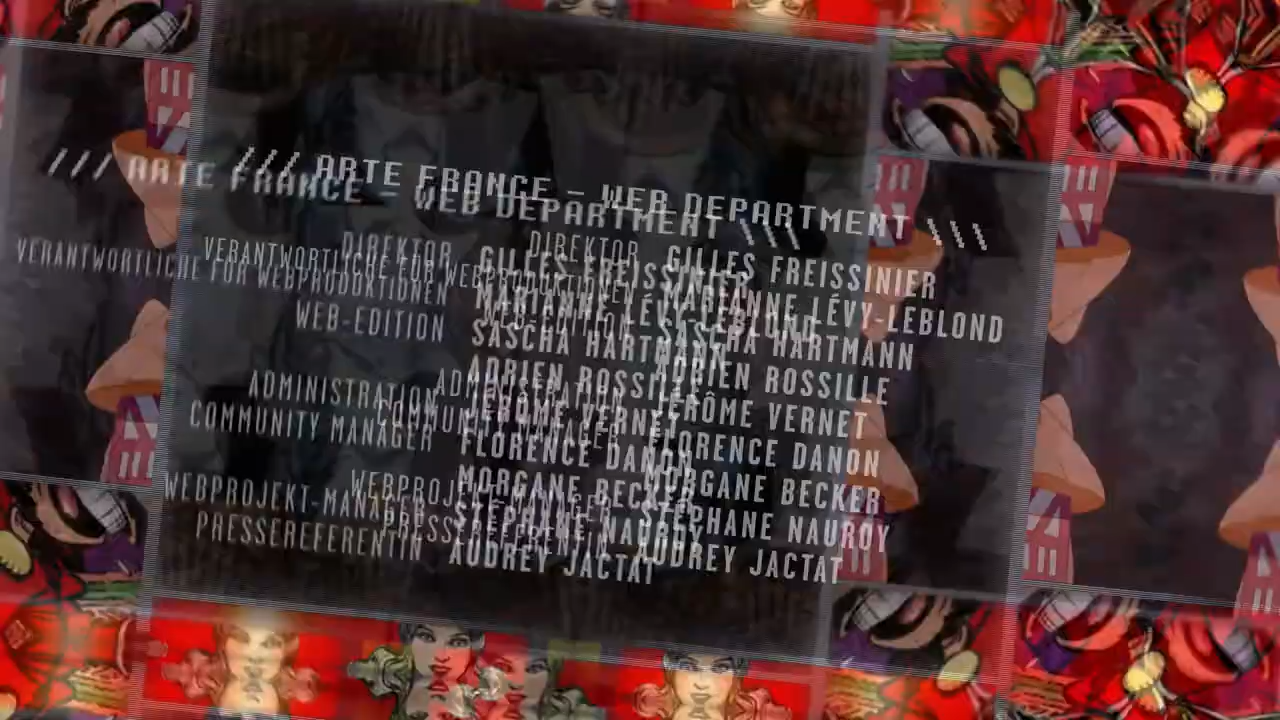 /// ARTE FRANCE – WEB DEPARTMENT \\\
DIREKTOR GILLES FREISSINIER
VERANTWORTLICHE FÜR WEBPRODUKTIONEN MARIANNE LÉVY-LEBLOND
WEB-EDITION SASCHA HARTMANN
ADRIEN ROSSILLE
ADMINISTRATION JÉRÔME VERNET
COMMUNITY MANAGER FLORENCE DANON
MORGANE BECKER
WEBPROJEKT-MANAGER STÉPHANE NAUROY
PRESSEREFERENTIN AUDREY JACTAT